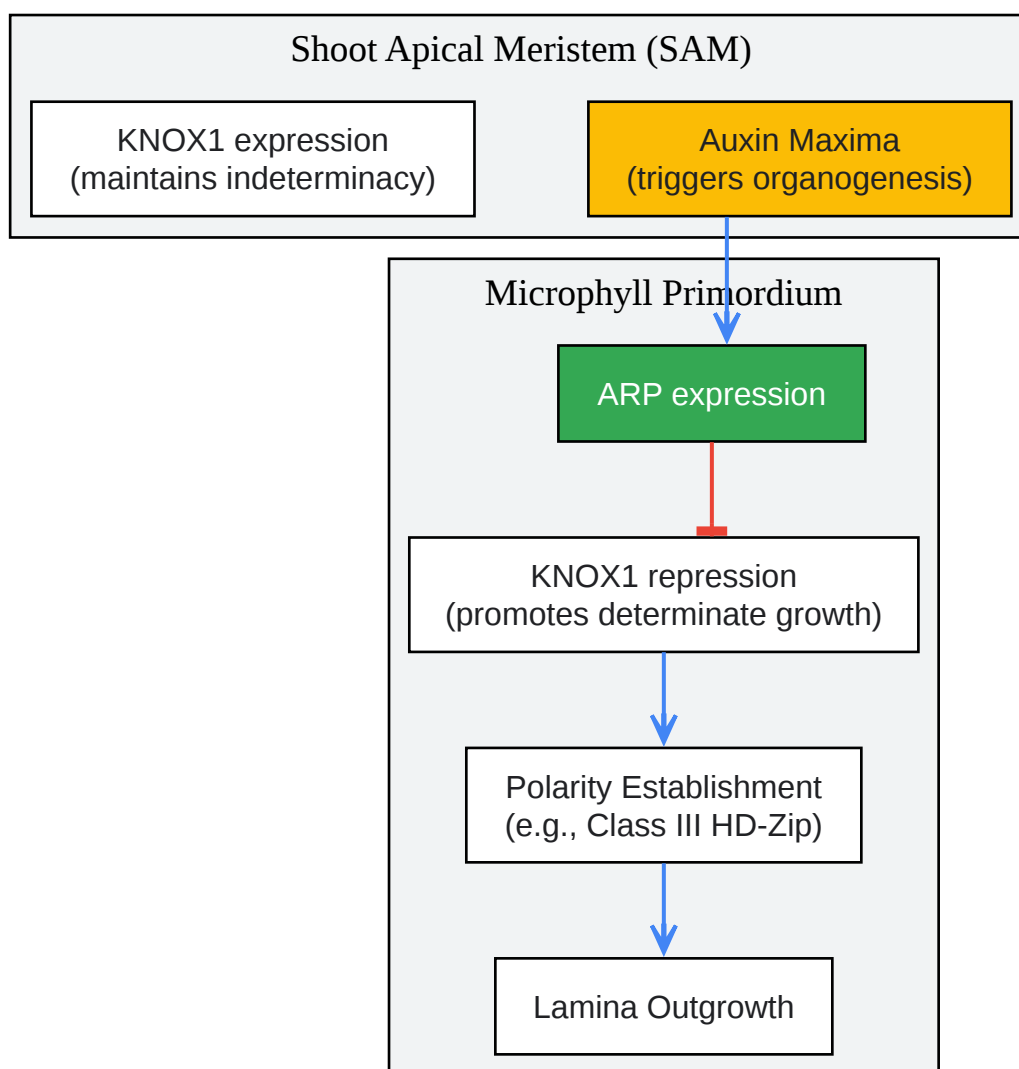 Shoot Apical Meristem (SAM)
KNOX1 expression
(maintains indeterminacy)
Auxin Maxima
(triggers organogenesis)
Microphyll Primordium
ARP expression
KNOX1 repression
(promotes determinate growth)
Polarity Establishment
(e.g., Class III HD-Zip)
Lamina Outgrowth